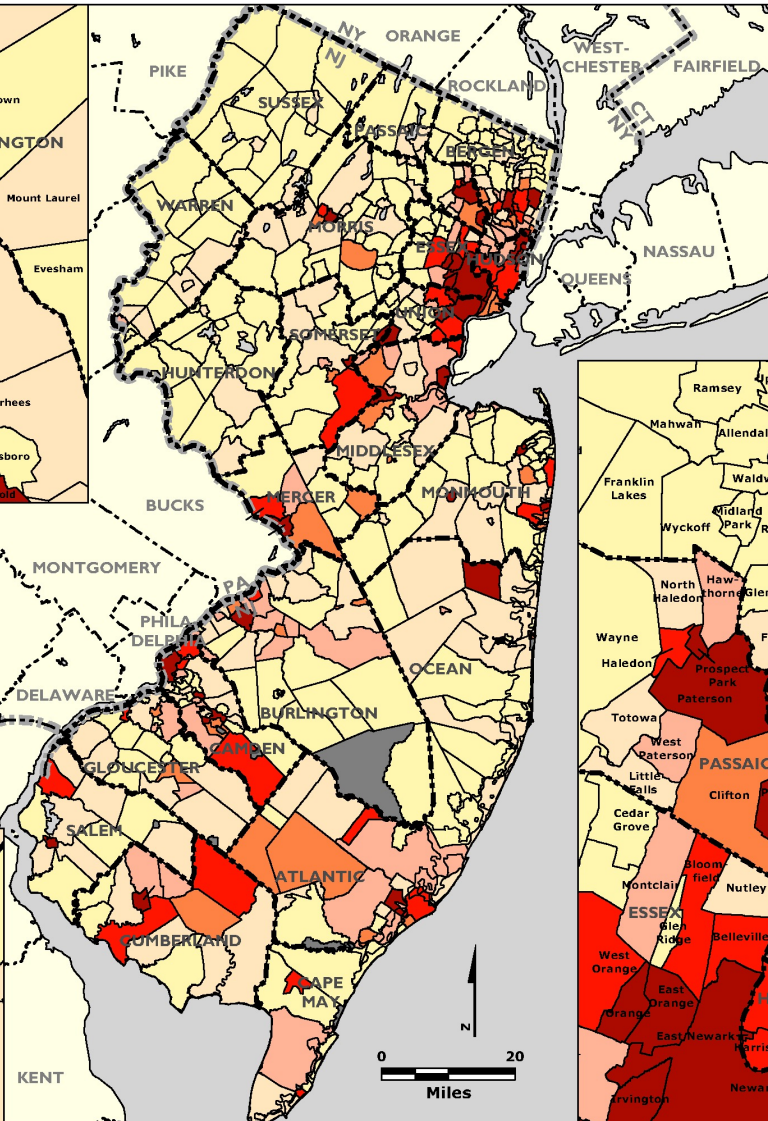 NY
ORANGE
NJ
PIKE
WEST-
CHESTER
FAIRFIELD
ROCKLAND
CT
NY
SUSSEX
PASSAIC
BERGEN
WARREN
MORRIS
ESSEX
HUDSON
NASSAU
QUEENS
UNION
SOMERSET
HUNTERDON
MIDDLESEX
MERCER
MONMOUTH
BUCKS
MONTGOMERY
PA
NJ
PHILA-
DELPHIA
OCEAN
DELAWARE
BURLINGTON
CAMDEN
GLOUCESTER
SALEM
ATLANTIC
CUMBERLAND
CAPE
MAY
KENT
N
0 20
Miles
own
NGTON
Mount Laurel
Evesham
rhees
sboro
old
Ramsey
Mahwah
Allendal
Franklin
Lakes
Waldw
Midland
Park
Wyckoff
R
North
Haledon
Haw-
thorne
Glen
F
Wayne
Haledon
Prospect
Park
Paterson
Totowa
West
Paterson
Little
Falls
PASSAIC
Clifton
P
Cedar
Grove
Bloom-
field
Montclair
Nutley
ESSEX
Glen
Ridge
Belleville
West
Orange
East
Orange
Orange
H
East Newark
Harris
Newar
Irvington